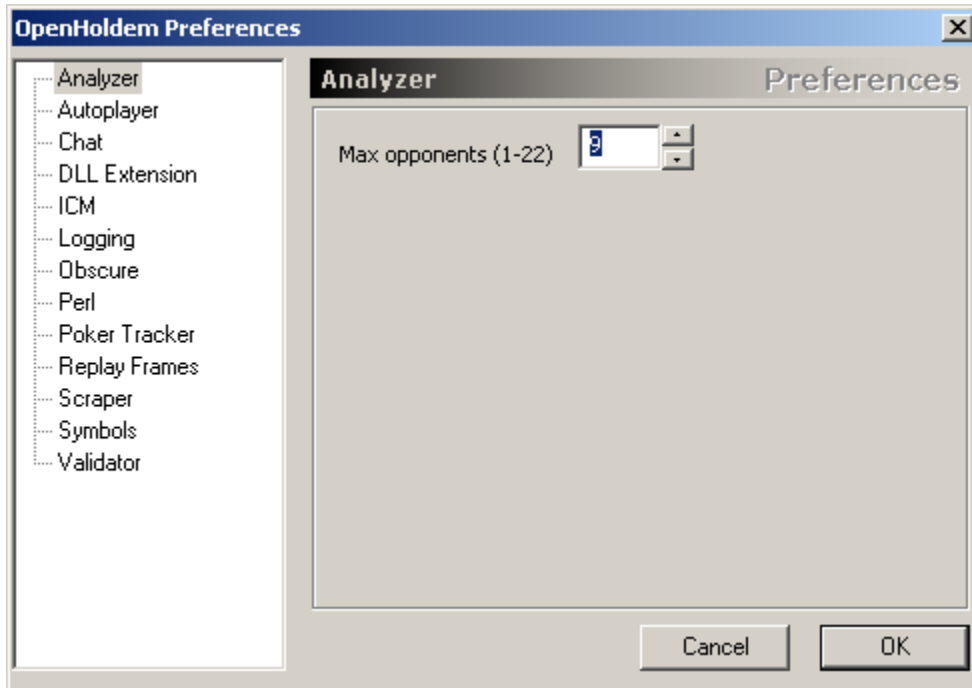 OpenHoldem Preferences
Analyzer
Autoplayer
Chat
DLL Extension
ICM
Logging
Obscure
Perl
Poker Tracker
Replay Frames
Scraper
Symbols
Validator
Analyzer Preferences
Max opponents (1-22) 9
Cancel OK